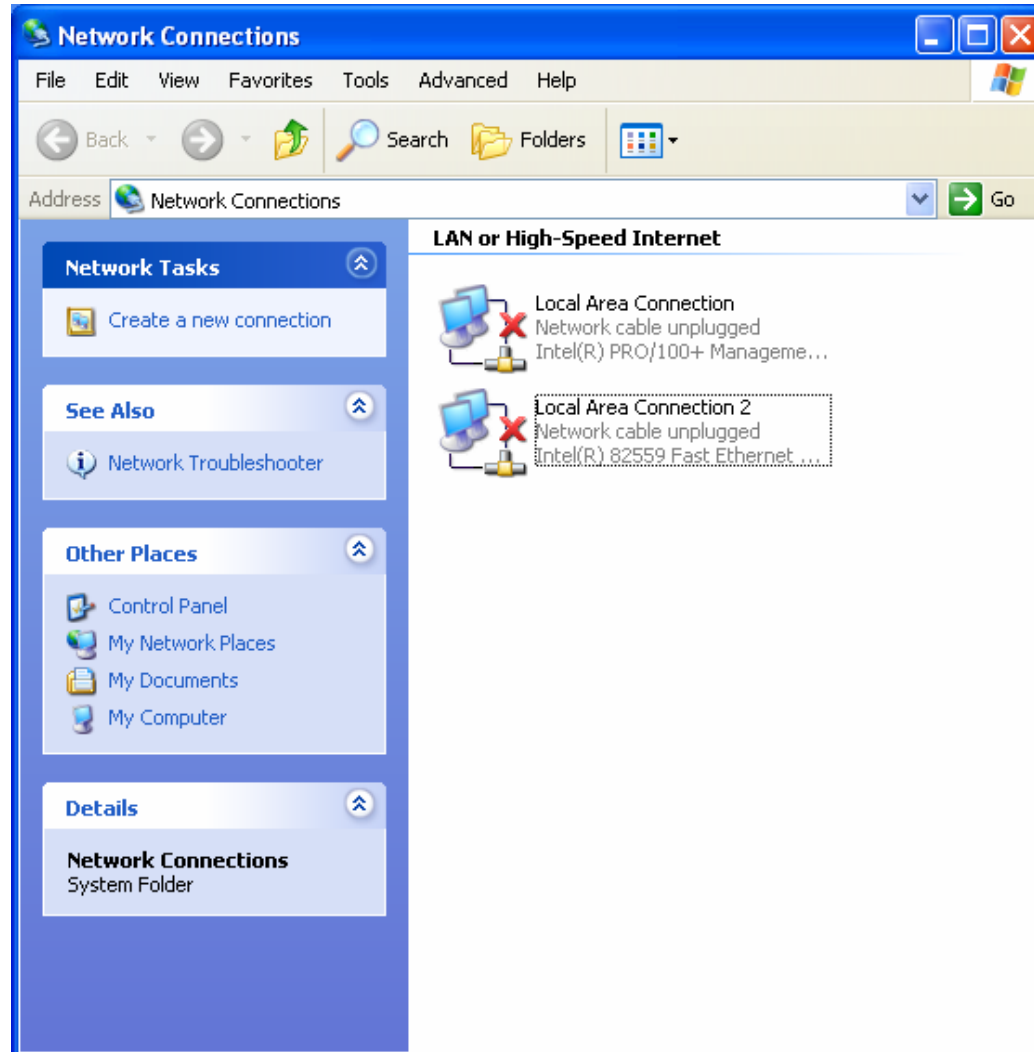 Network Connections
File Edit View Favorites Tools Advanced Help
Back Search Folders
Address Network Connections Go
Network Tasks
Create a new connection
See Also
Network Troubleshooter
Other Places
Control Panel
My Network Places
My Documents
My Computer
Details
Network Connections
System Folder
LAN or High-Speed Internet
Local Area Connection
Network cable unplugged
Intel(R) PRO/100+ Manageme...
Local Area Connection 2
Network cable unplugged
Intel(R) 82559 Fast Ethernet ...